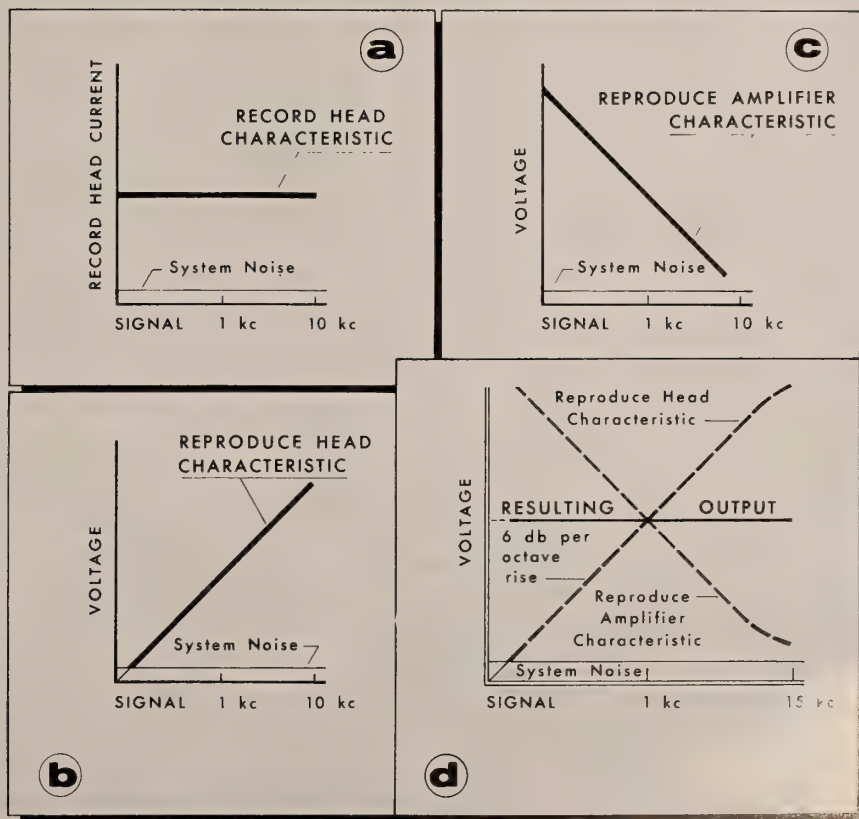 a
RECORD HEAD CURRENT
RECORD HEAD
CHARACTERISTIC
System Noise
SIGNAL 1 kc 10 kc
c
VOLTAGE
REPRODUCE AMPLIFIER
CHARACTERISTIC
System Noise
SIGNAL 1 kc 10 kc
b
VOLTAGE
REPRODUCE HEAD
CHARACTERISTIC
System Noise
SIGNAL 1 kc 10 kc
d
VOLTAGE
Reproduce Head
Characteristic
RESULTING OUTPUT
6 db per
octave
rise
Reproduce
Amplifier
Characteristic
System Noise
SIGNAL 1 kc 15 kc